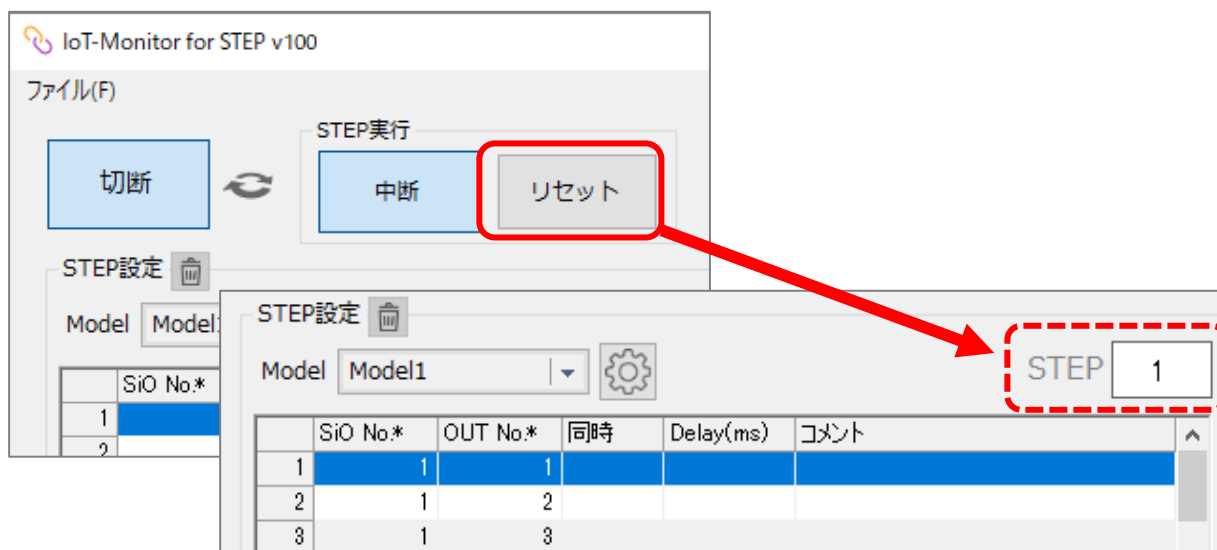 IoT-Monitor for STEP v100
ファイル(F)
STEP実行
切断 中断 リセット
STEP設定
Model Model1
SiO No.*
1
2
STEP設定
Model Model1 STEP 1
SiO No.* OUT No.* 同時 Delay(ms) コメント
1 1 1
2 1 2
3 1 3